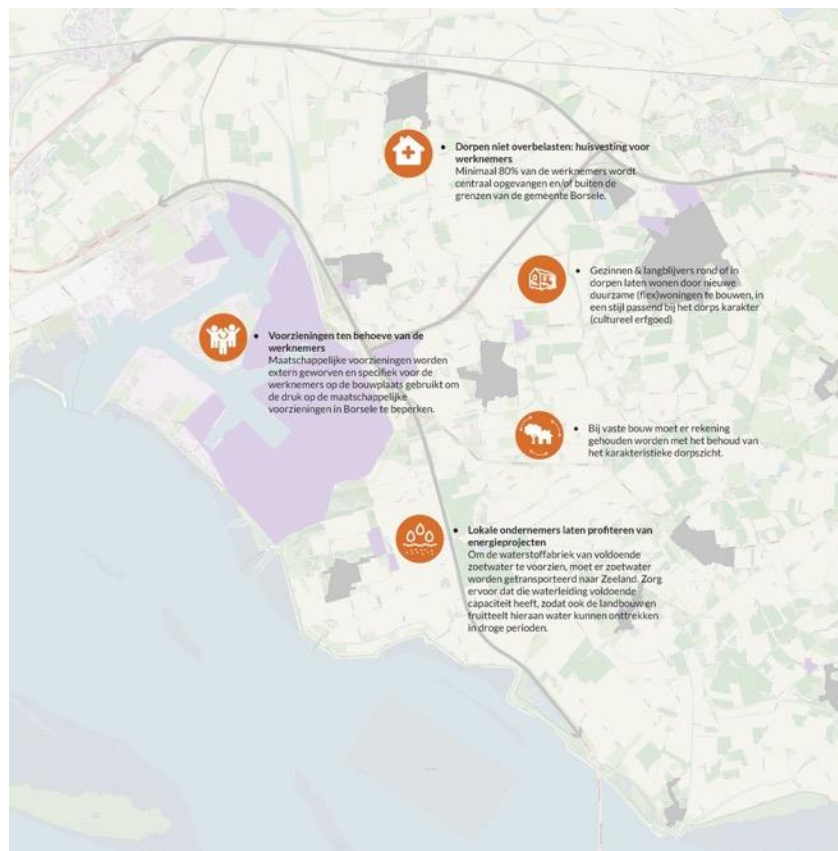 Dorpen niet overbelasten: huisvesting voor
werknemers
Minimaal 80% van de werknemers wordt
centraal opgevangen en/of buiten de
grenzen van de gemeente Borsele.
Gezinnen & langblijvers rond of in
dorpen laten wonen door nieuwe
duurzame (flex)woningen te bouwen, in
een stijl passend bij het dorps karakter
(cultureel erfgoed)
Voorzieningen ten behoeve van de
werknemers
Maatschappelijke voorzieningen worden
extern geworven en specifiek voor de
werknemers op de bouwplaats gebruikt om
de druk op de maatschappelijke
voorzieningen in Borsele te beperken.
Bij vaste bouw moet er rekening
gehouden worden met het behoud van
het karakteristieke dorpszicht.
Lokale ondernemers laten profiteren van
energieprojecten
Om de waterstoffabriek van voldoende
zoetwater te voorzien, moet er zoetwater
worden getransporteerd naar Zeeland. Zorg
ervoor dat die waterleiding voldoende
capaciteit heeft, zodat ook de landbouw en
fruitteelt hieraan water kunnen onttrekken
in droge perioden.